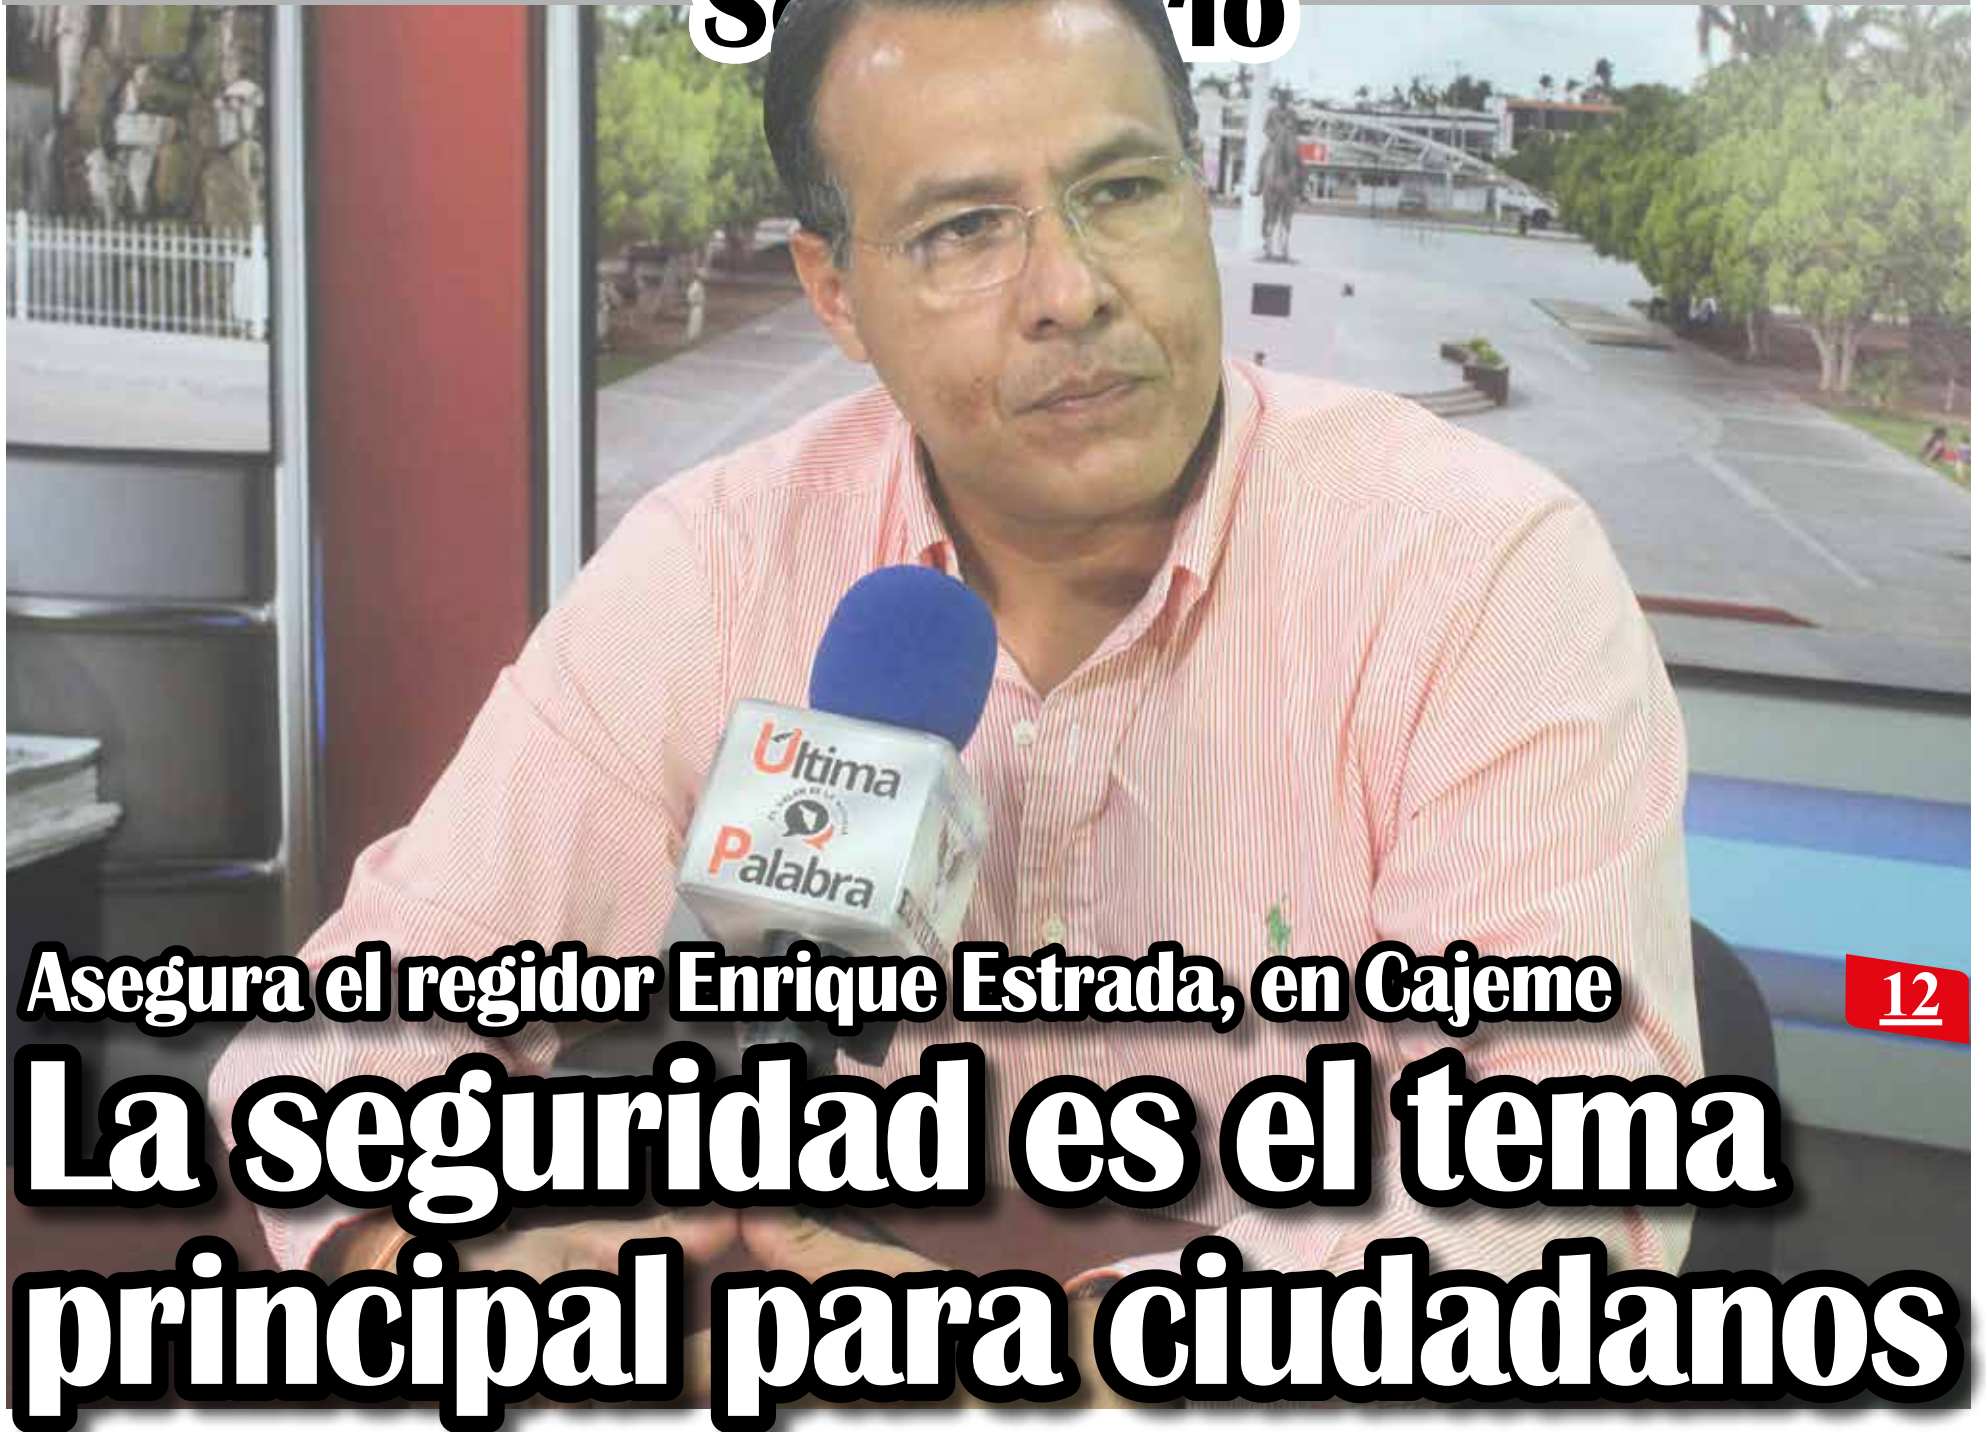 Última
Palabra
Asegura el regidor Enrique Estrada, en Cajeme
12
La seguridad es el tema
principal para ciudadanos